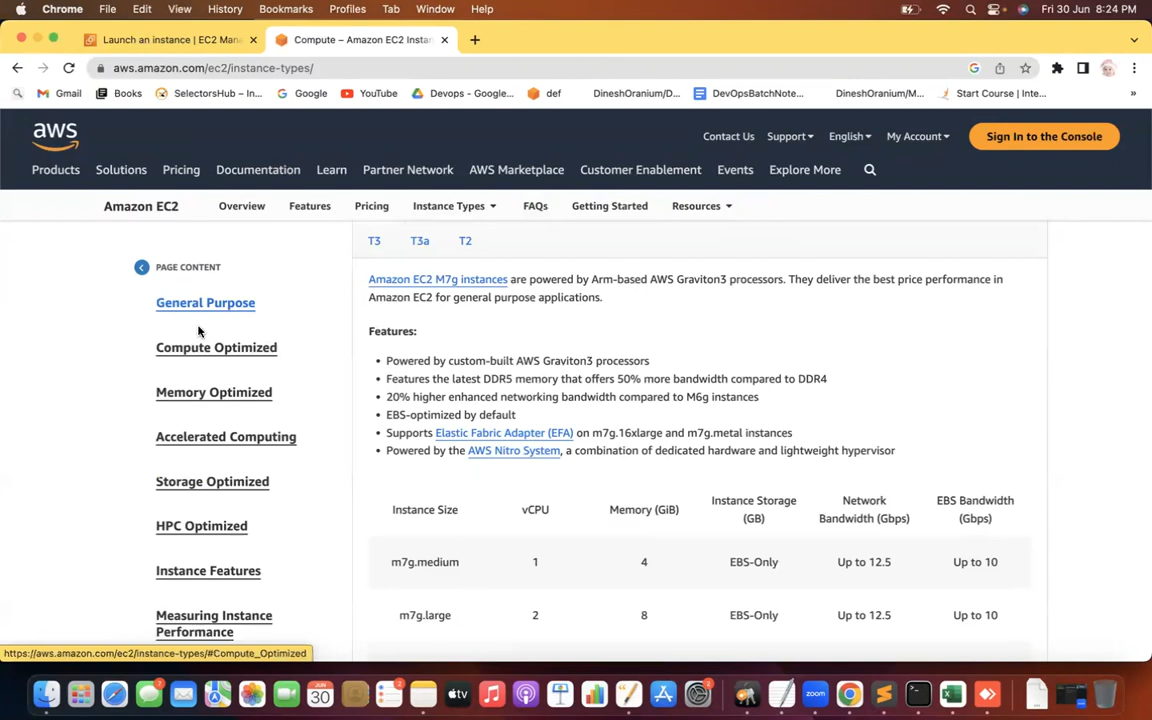 Chrome File Edit View History Bookmarks Profiles Tab Window Help Fri 30 Jun 8:24 PM
Launch an instance | EC2 Man Compute – Amazon EC2 Instan
aws.amazon.com/ec2/instance-types/
Gmail Books SelectorsHub – In... Google YouTube Devops - Google... def DineshOranium/D... DevOpsBatchNote... DineshOranium/M... Start Course | Inte... »
aws Contact Us Support English My Account Sign In to the Console
Products Solutions Pricing Documentation Learn Partner Network AWS Marketplace Customer Enablement Events Explore More
Amazon EC2 Overview Features Pricing Instance Types FAQs Getting Started Resources
T3 T3a T2
PAGE CONTENT
General Purpose
Compute Optimized
Memory Optimized
Accelerated Computing
Storage Optimized
HPC Optimized
Instance Features
Measuring Instance
Performance
Amazon EC2 M7g instances are powered by Arm-based AWS Graviton3 processors. They deliver the best price performance in
Amazon EC2 for general purpose applications.
Features:
• Powered by custom-built AWS Graviton3 processors
• Features the latest DDR5 memory that offers 50% more bandwidth compared to DDR4
• 20% higher enhanced networking bandwidth compared to M6g instances
• EBS-optimized by default
• Supports Elastic Fabric Adapter (EFA) on m7g.16xlarge and m7g.metal instances
• Powered by the AWS Nitro System, a combination of dedicated hardware and lightweight hypervisor
Instance Size vCPU Memory (GiB) Instance Storage (GB) Network Bandwidth (Gbps) EBS Bandwidth (Gbps)
m7g.medium 1 4 EBS-Only Up to 12.5 Up to 10
m7g.large 2 8 EBS-Only Up to 12.5 Up to 10
https://aws.amazon.com/ec2/instance-types/#Compute_Optimized
JUN
30
tv
zoom